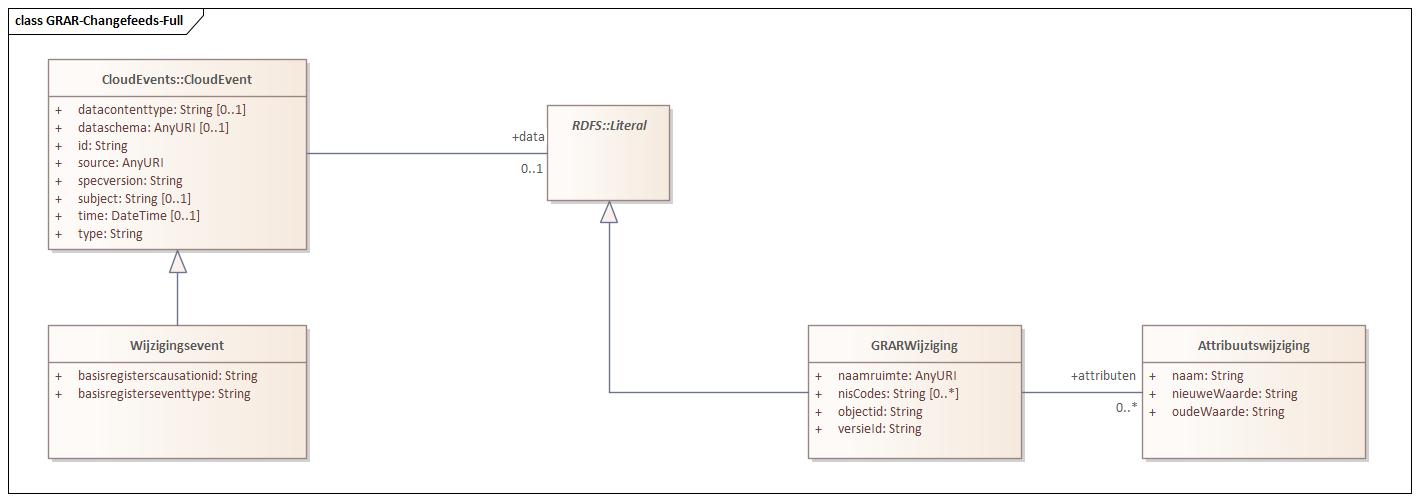 class GRAR-Changefeeds-Full
CloudEvents::CloudEvent
+ datacontenttype: String [0..1]
+ dataschema: AnyURI [0..1]
+ id: String
+ source: AnyURI
+ specversion: String
+ subject: String [0..1]
+ time: DateTime [0..1]
+ type: String
+data
0..1
RDFS::Literal
Wijzigingsevent
+ basisregisterscausationid: String
+ basisregisterseventtype: String
GRARWijziging
+ naamruimte: AnyURI
+ nisCodes: String [0..*]
+ objectid: String
+ versieId: String
+attributen
0..*
Attribuutswijziging
+ naam: String
+ nieuweWaarde: String
+ oudeWaarde: String